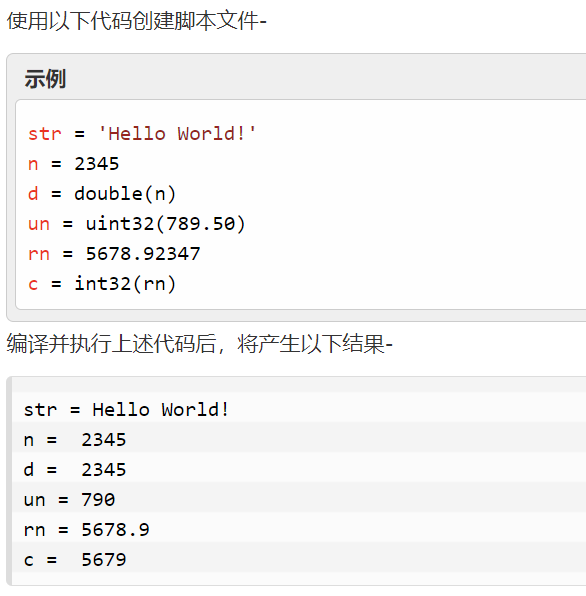 使用以下代码创建脚本文件-
示例
str = 'Hello World!'
n = 2345
d = double(n)
un = uint32(789.50)
rn = 5678.92347
c = int32(rn)
编译并执行上述代码后，将产生以下结果-
str = Hello World!
n =  2345
d =  2345
un = 790
rn = 5678.9
c =  5679